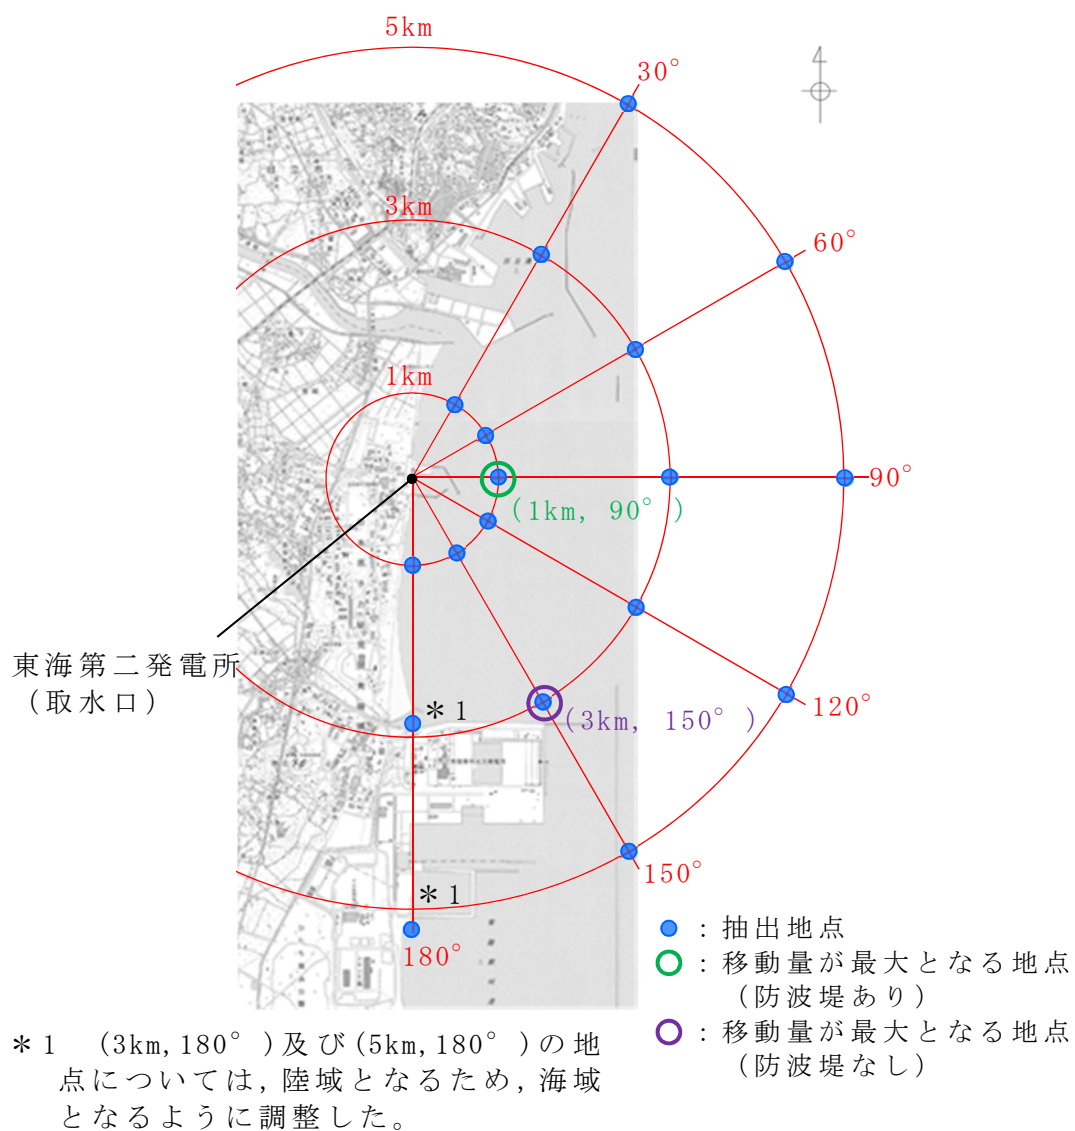 5km
30°
4
3km
60°
1km
90°
(1km, 90°)
東海第二発電所
(取水口)
*1
(3km, 150°)
120°
150°
*1
180°
:抽出地点
:移動量が最大となる地点
(防波堤あり)
:移動量が最大となる地点
(防波堤なし)
*1 (3km,180°)及び(5km,180°)の地
点については,陸域となるため,海域
となるように調整した。